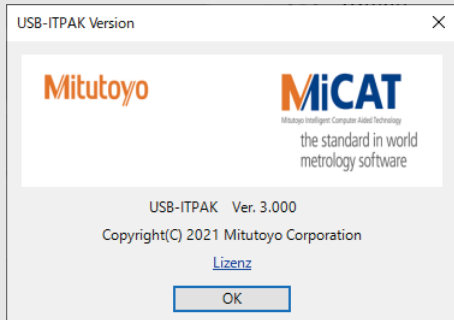 USB-ITPAK Version
Mitutoyo
MiCAT
Mitutoyo Intelligent Computer Aided Technology
the standard in world
metrology software
USB-ITPAK Ver. 3.000
Copyright(C) 2021 Mitutoyo Corporation
Lizenz
OK